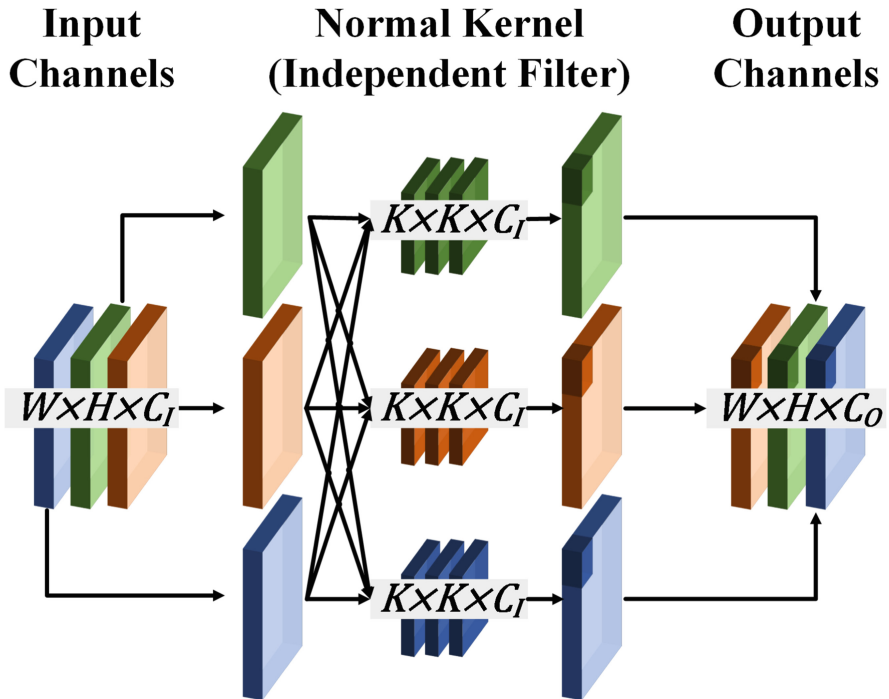 Input
Channels
Normal Kernel
(Independent Filter)
Output
Channels
K×K×C_I
W×H×C_I
K×K×C_I
W×H×C_O
K×K×C_I